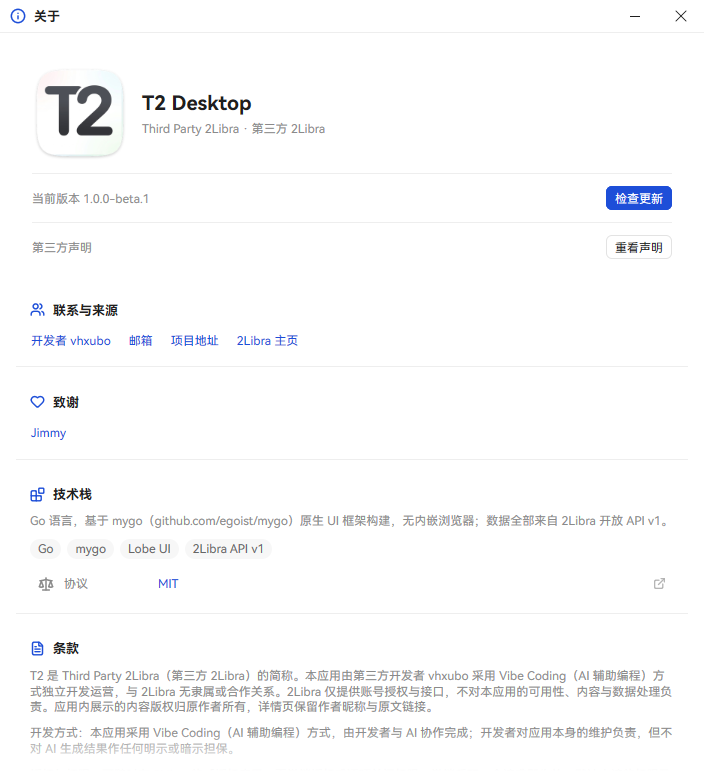 关于
T2
T2 Desktop
Third Party 2Libra · 第三方 2Libra
当前版本 1.0.0-beta.1
检查更新
第三方声明
重看声明
联系与来源
开发者 vhxubo 邮箱 项目地址 2Libra 主页
致谢
Jimmy
技术栈
Go 语言，基于 mygo（github.com/egoist/mygo）原生 UI 框架构建，无内嵌浏览器；数据全部来自 2Libra 开放 API v1。
Go mygo Lobe UI 2Libra API v1
协议 MIT
条款
T2 是 Third Party 2Libra（第三方 2Libra）的简称。本应用由第三方开发者 vhxubo 采用 Vibe Coding（AI 辅助编程）方
式独立开发运营，与 2Libra 无隶属或合作关系。2Libra 仅提供账号授权与接口，不对本应用的可用性、内容与数据处理负
责。应用内展示的内容版权归原作者所有，详情页保留作者昵称与原文链接。
开发方式：本应用采用 Vibe Coding（AI 辅助编程）方式，由开发者与 AI 协作完成；开发者对应用本身的维护负责，但不
对 AI 生成结果作任何明示或暗示担保。